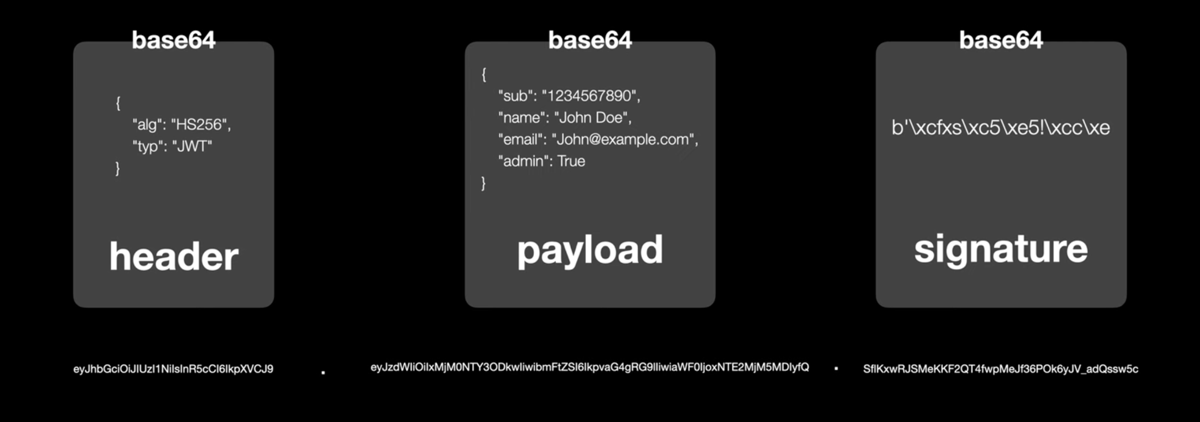 base64
{
"alg": "HS256",
"typ": "JWT"
}
header
base64
{
"sub": "1234567890",
"name": "John Doe",
"email": "John@example.com",
"admin": True
}
payload
base64
b'\xcfxs\xc5\xe5!\xcc\xe
signature
eyJhbGciOiJIUzI1NiIsInR5cCI6IkpXVCJ9 . eyJzdWIiOiIxMjM0NTY3ODkwIiwibmFtZSI6IkpvaG4gRG9lIiwiaWF0IjoxNTE2MjM5MDIyfQ . SflKxwRJSMeKKF2QT4fwpMeJf36POk6yJV_adQssw5c